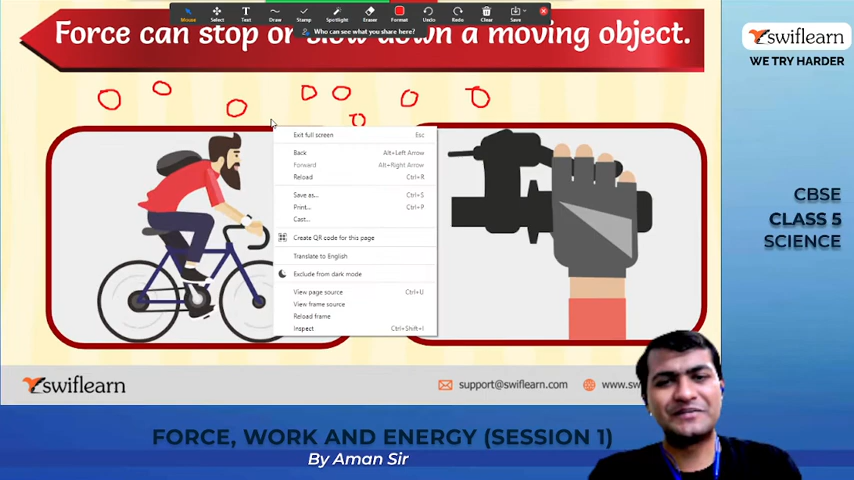 Mouse Select Text Draw Stamp Spotlight Eraser Format Undo Redo Clear Save
Who can see what you share here?
Force can stop or slow down a moving object.
swiflearn
WE TRY HARDER
Exit full screen Esc
Back Alt+Left Arrow
Forward Alt+Right Arrow
Reload Ctrl+R
Save as... Ctrl+S
Print... Ctrl+P
Cast...
Create QR code for this page
Translate to English
Exclude from dark mode
View page source Ctrl+U
View frame source
Reload frame
Inspect Ctrl+Shift+I
CBSE
CLASS 5
SCIENCE
swiflearn
support@swiflearn.com
www.sw
FORCE, WORK AND ENERGY (SESSION 1)
By Aman Sir